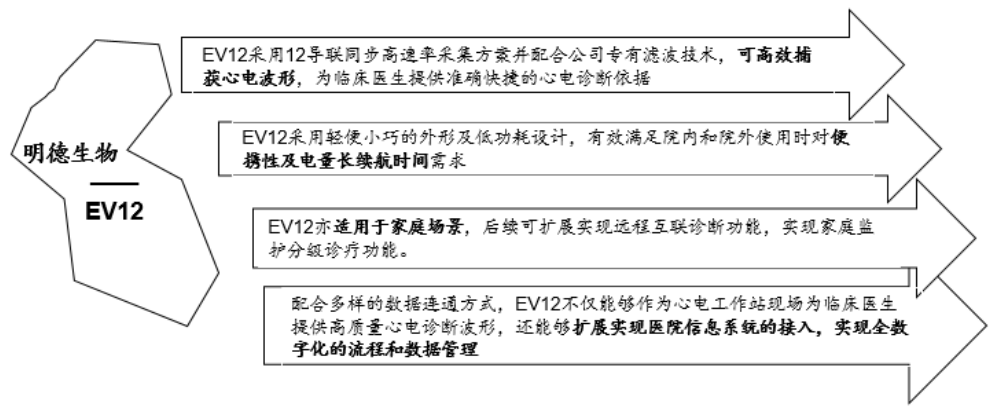 明德生物
EV12
EV12采用12导联同步高速率采集方案并配合公司专有滤波技术，可高效捕
获心电波形，为临床医生提供准确快捷的心电诊断依据
EV12采用轻便小巧的外形及低功耗设计，有效满足院内和院外使用时对便
携性及电量长续航时间需求
EV12亦适用于家庭场景，后续可扩展实现远程互联诊断功能，实现家庭监
护分级诊疗功能。
配合多样的数据连通方式，EV12不仅能够作为心电工作站现场为临床医生
提供高质量心电诊断波形，还能够扩展实现医院信息系统的接入，实现全数
字化的流程和数据管理